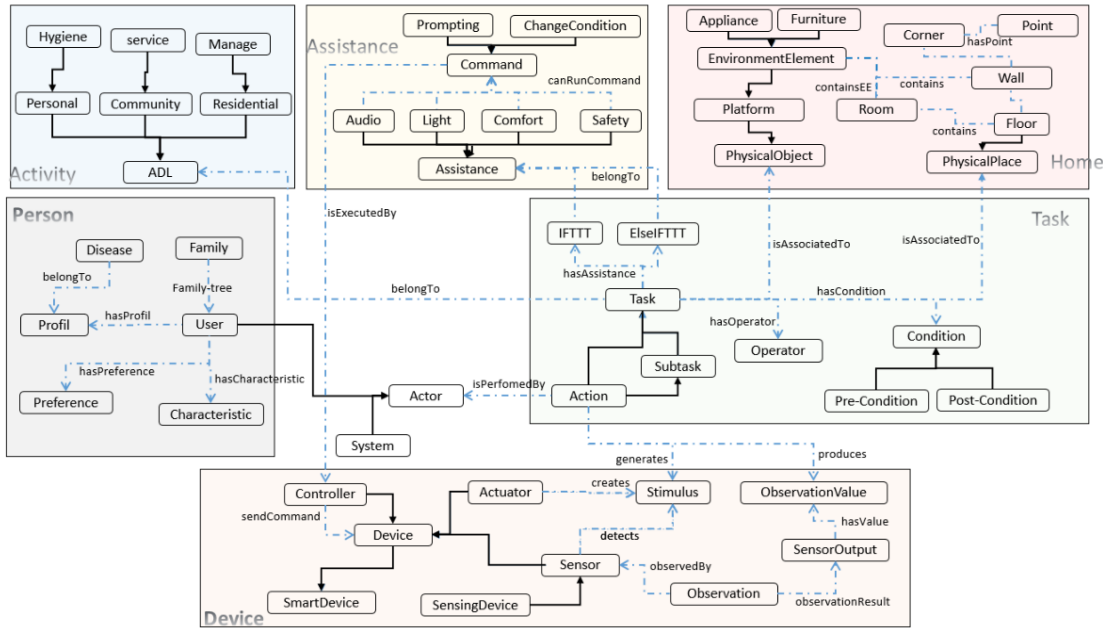 Hygiene
service
Manage
Personal
Community
Residential
ADL
Activity
Prompting
ChangeCondition
Assistance
Command
canRunCommand
Audio
Light
Comfort
Safety
Assistance
belongTo
isExecutedBy
Appliance
Furniture
Corner
hasPoint
Point
EnvironmentElement
containsEE
contains
Wall
Platform
Room
contains
Floor
PhysicalObject
PhysicalPlace
Home
Person
Disease
Family
belongTo
Family-tree
Profil
hasProfil
User
hasPreference
hasCharacteristic
Preference
Characteristic
belongTo
Actor
System
isPerfomedBy
Task
IFTTT
ElseIFTTT
isAssociatedTo
isAssociatedTo
hasAssistance
Task
hasCondition
hasOperator
Operator
Condition
Subtask
Action
Pre-Condition
Post-Condition
generates
produces
Controller
Actuator
creates
Stimulus
ObservationValue
sendCommand
Device
detects
hasValue
SensorOutput
Sensor
observedBy
Observation
observationResult
SmartDevice
SensingDevice
Device